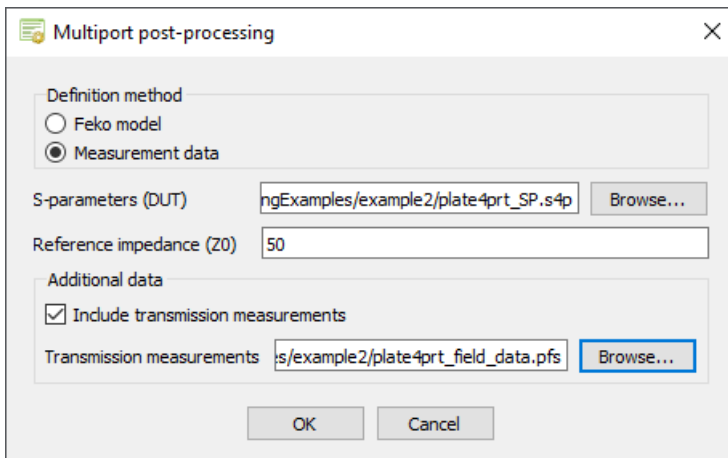 Multiport post-processing
Definition method
Feko model
Measurement data
S-parameters (DUT) ngExamples/example2/plate4prt_SP.s4p Browse...
Reference impedance (Z0) 50
Additional data
Include transmission measurements
Transmission measurements s/example2/plate4prt_field_data.pfs Browse...
OK Cancel